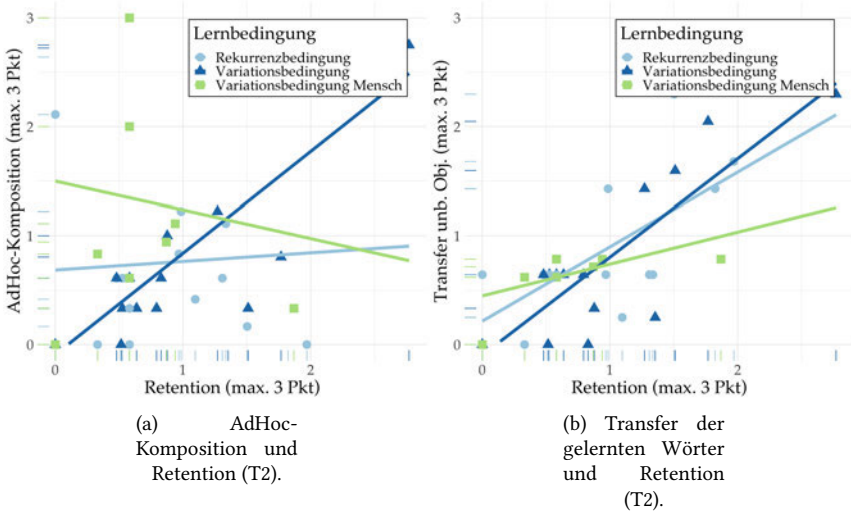 Lernbedingung
Rekurrenzbedingung
Variationsbedingung
Variationsbedingung Mensch
AdHoc-Komposition (max. 3 Pkt)
3
2
1
0
0
1
2
Retention (max. 3 Pkt)
(a) AdHoc-
Komposition und
Retention (T2).
Lernbedingung
Rekurrenzbedingung
Variationsbedingung
Variationsbedingung Mensch
Transfer unb. Obj. (max. 3 Pkt)
3
2
1
0
0
1
2
Retention (max. 3 Pkt)
(b) Transfer der
gelernten Wörter
und Retention
(T2).